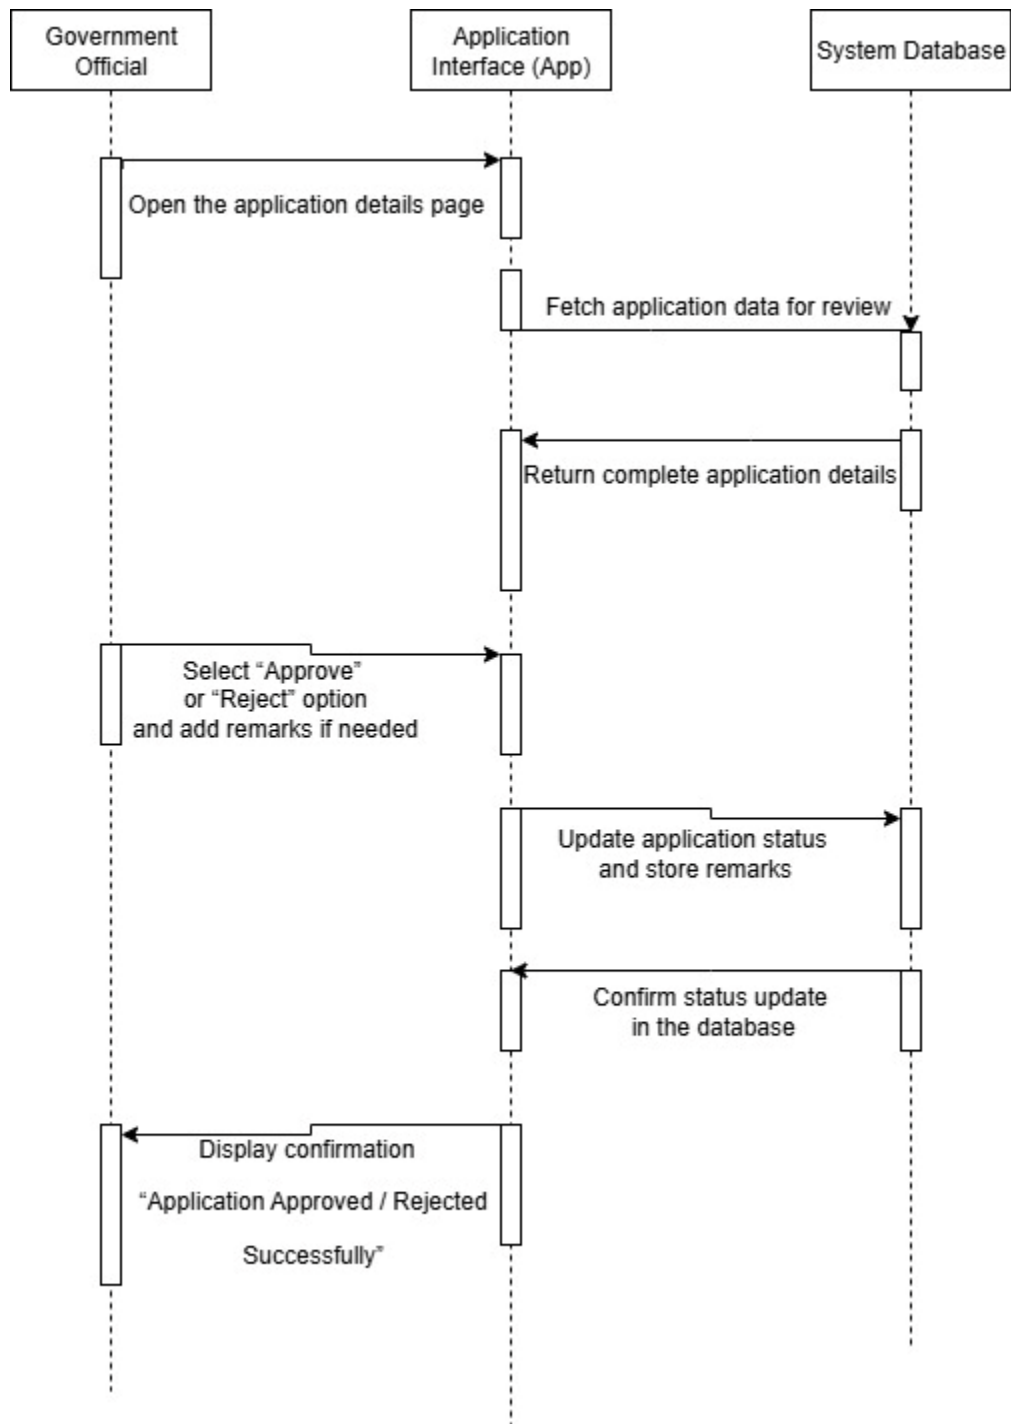 Government
Official
Application
Interface (App)
System Database
Open the application details page
Fetch application data for review
Return complete application details
Select “Approve”
or “Reject” option
and add remarks if needed
Update application status
and store remarks
Confirm status update
in the database
Display confirmation
“Application Approved / Rejected
Successfully”